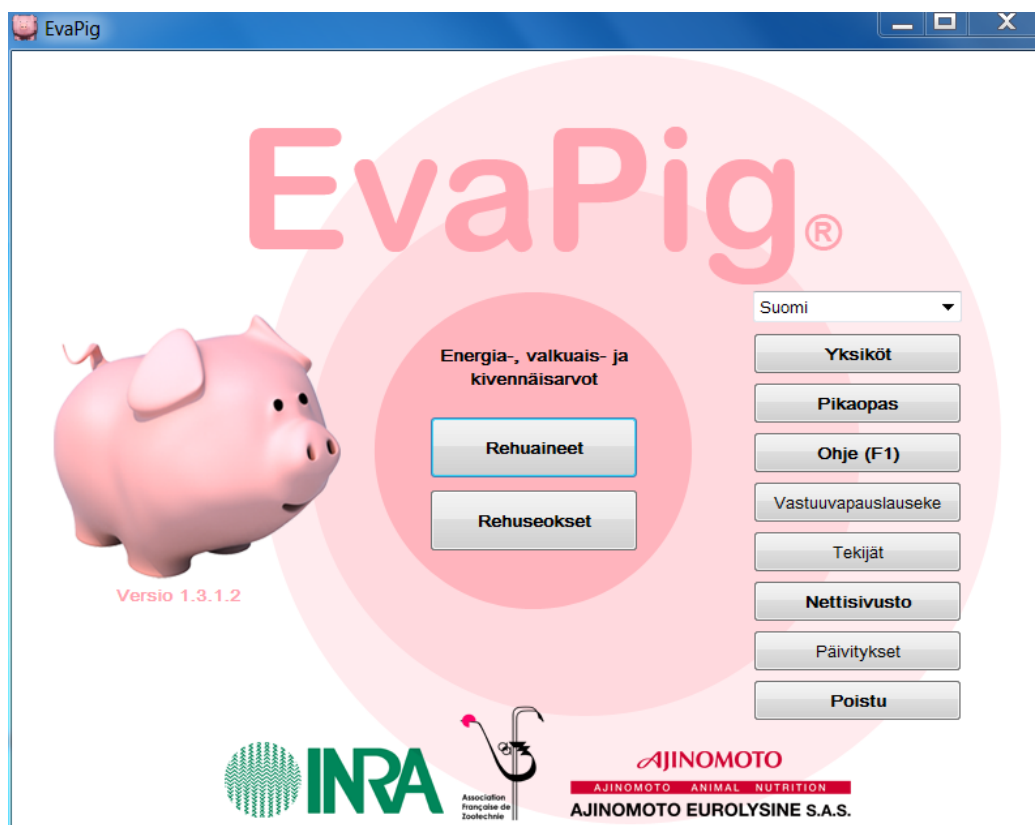 EvaPig
EvaPig®
Suomi
Energia-, valkuais- ja
kivennäisarvot
Rehuaineet
Rehuseokset
Yksiköt
Pikaopas
Ohje (F1)
Vastuuvapauslauseke
Tekijät
Nettisivusto
Päivitykset
Poistu
Versio 1.3.1.2
INRA
Association
Française de
Zootechnie
AJINOMOTO
AJINOMOTO ANIMAL NUTRITION
AJINOMOTO EUROLYSINE S.A.S.